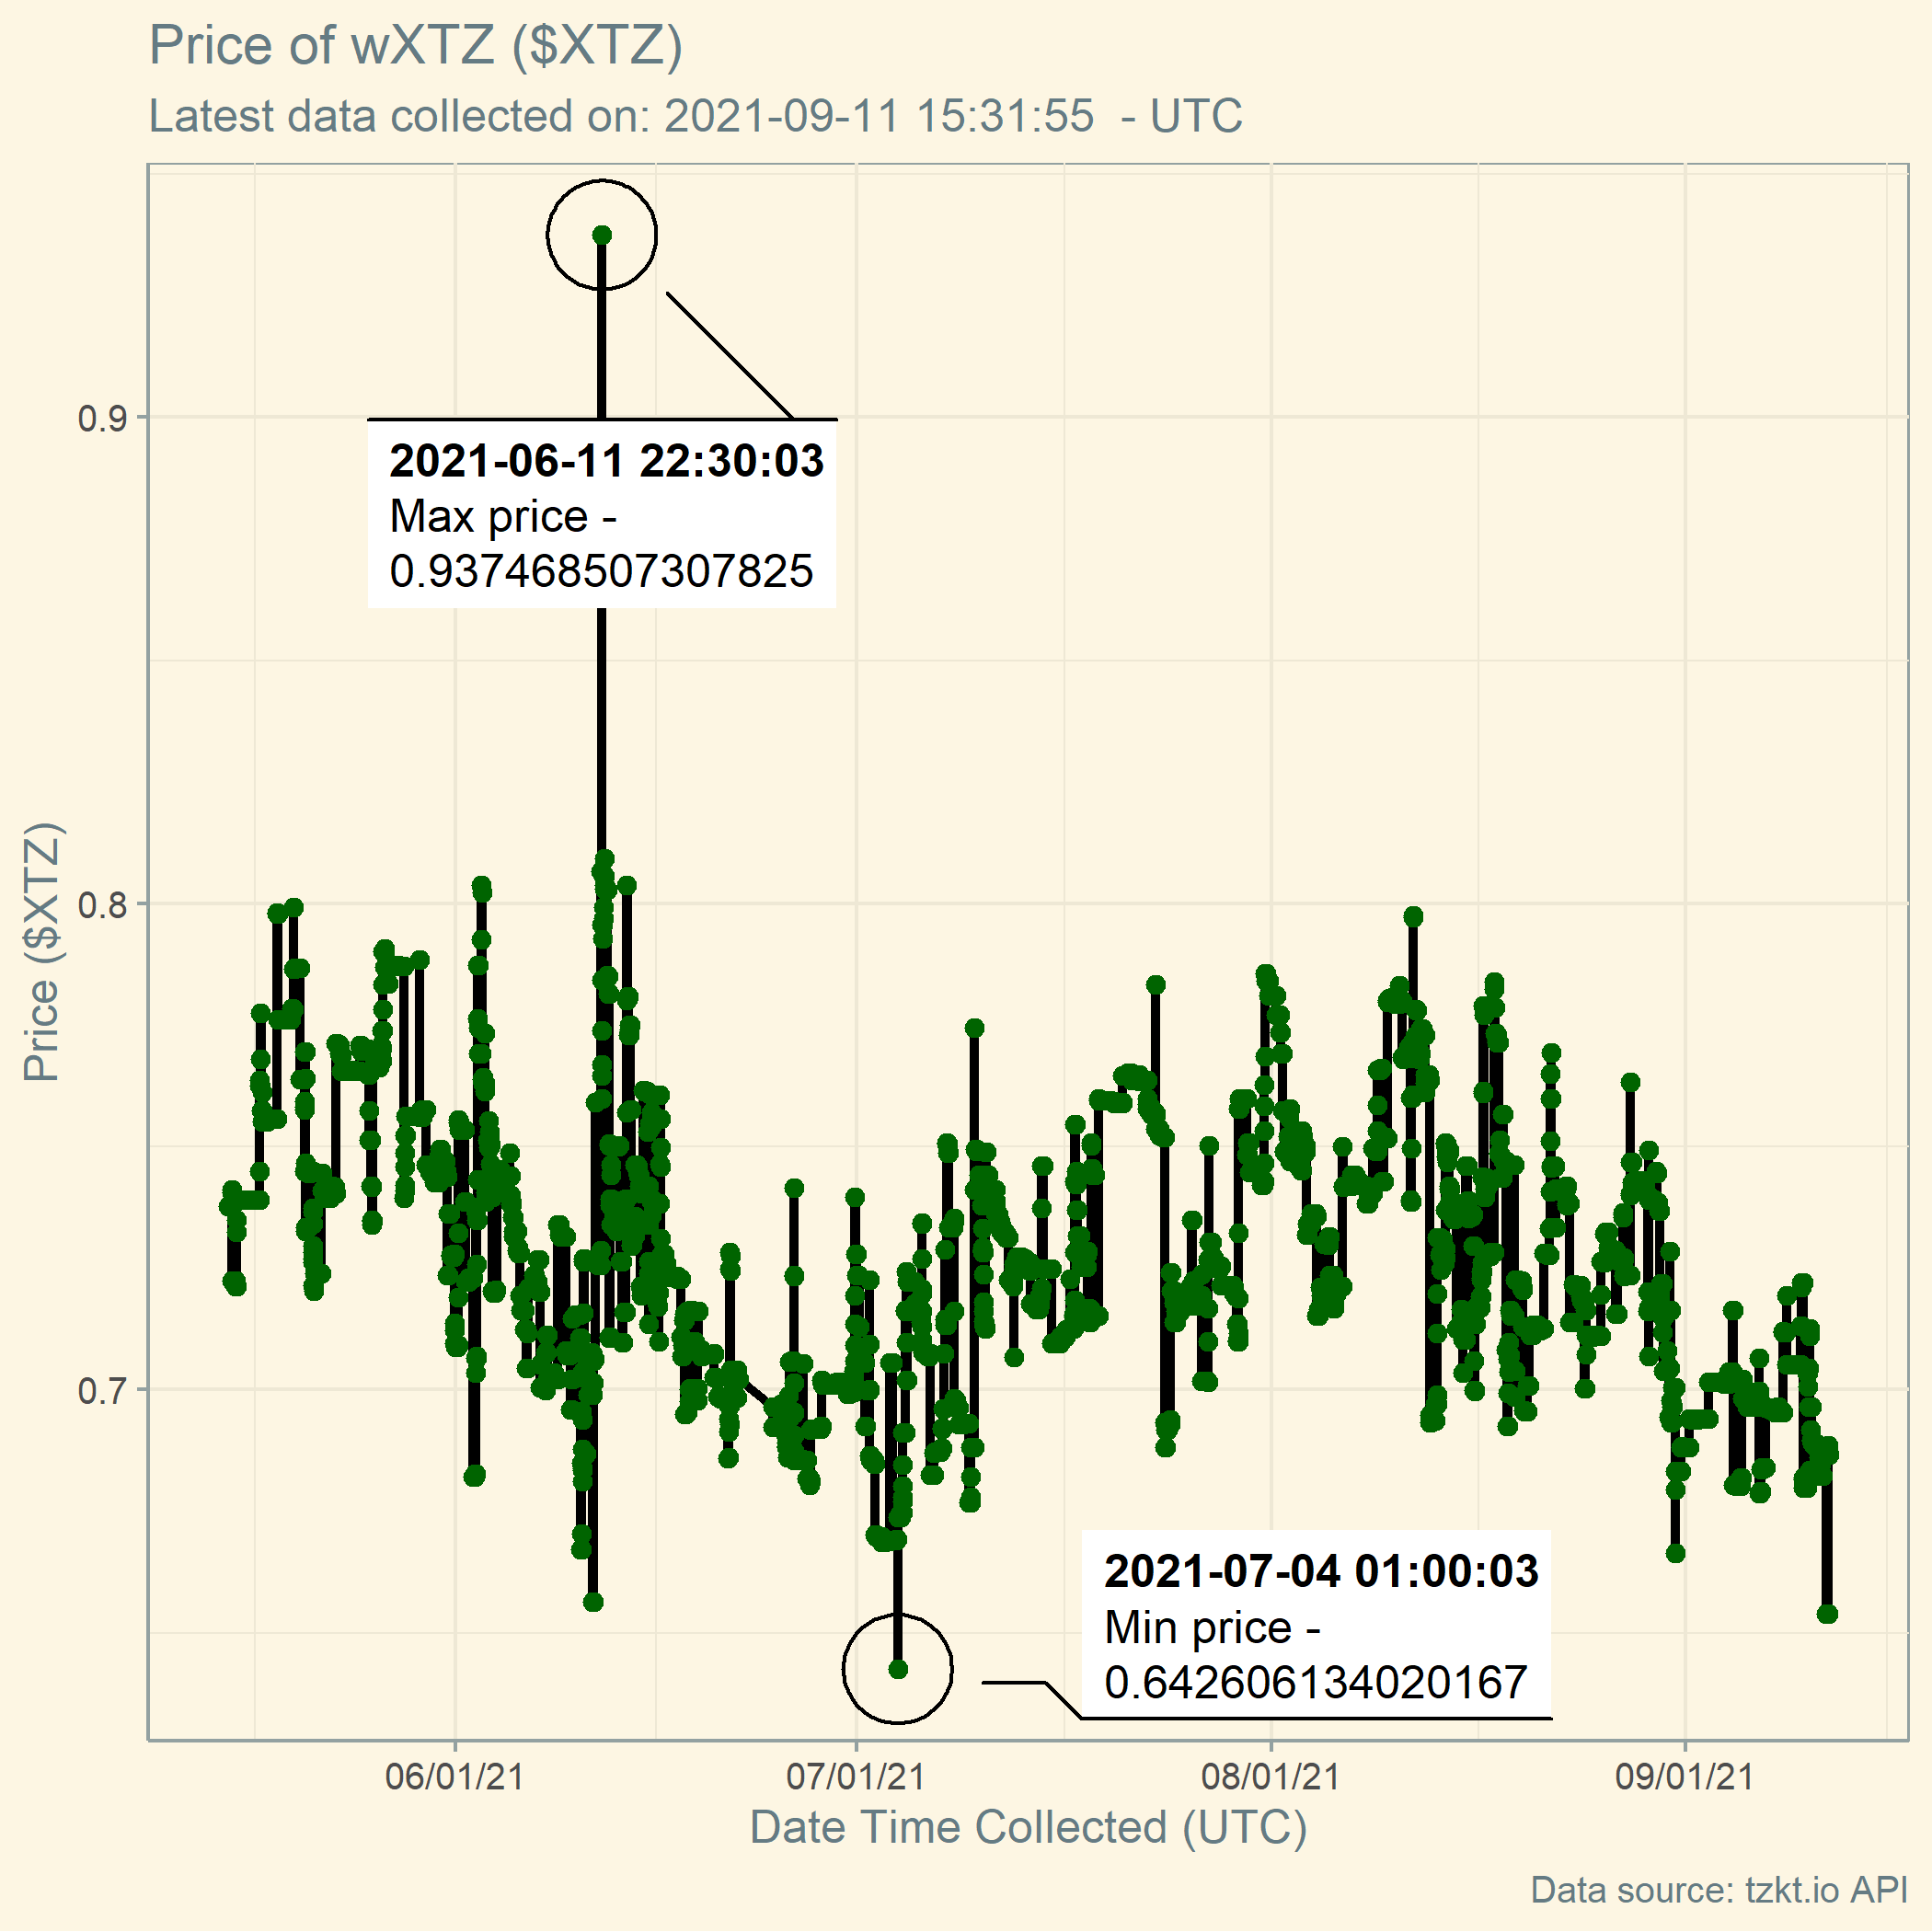 Price of wXTZ ($XTZ)
Latest data collected on: 2021-09-11 15:31:55  - UTC
Price ($XTZ)
0.9
0.8
0.7
2021-06-11 22:30:03
Max price -
0.937468507307825
2021-07-04 01:00:03
Min price -
0.642606134020167
06/01/21
07/01/21
08/01/21
09/01/21
Date Time Collected (UTC)
Data source: tzkt.io API